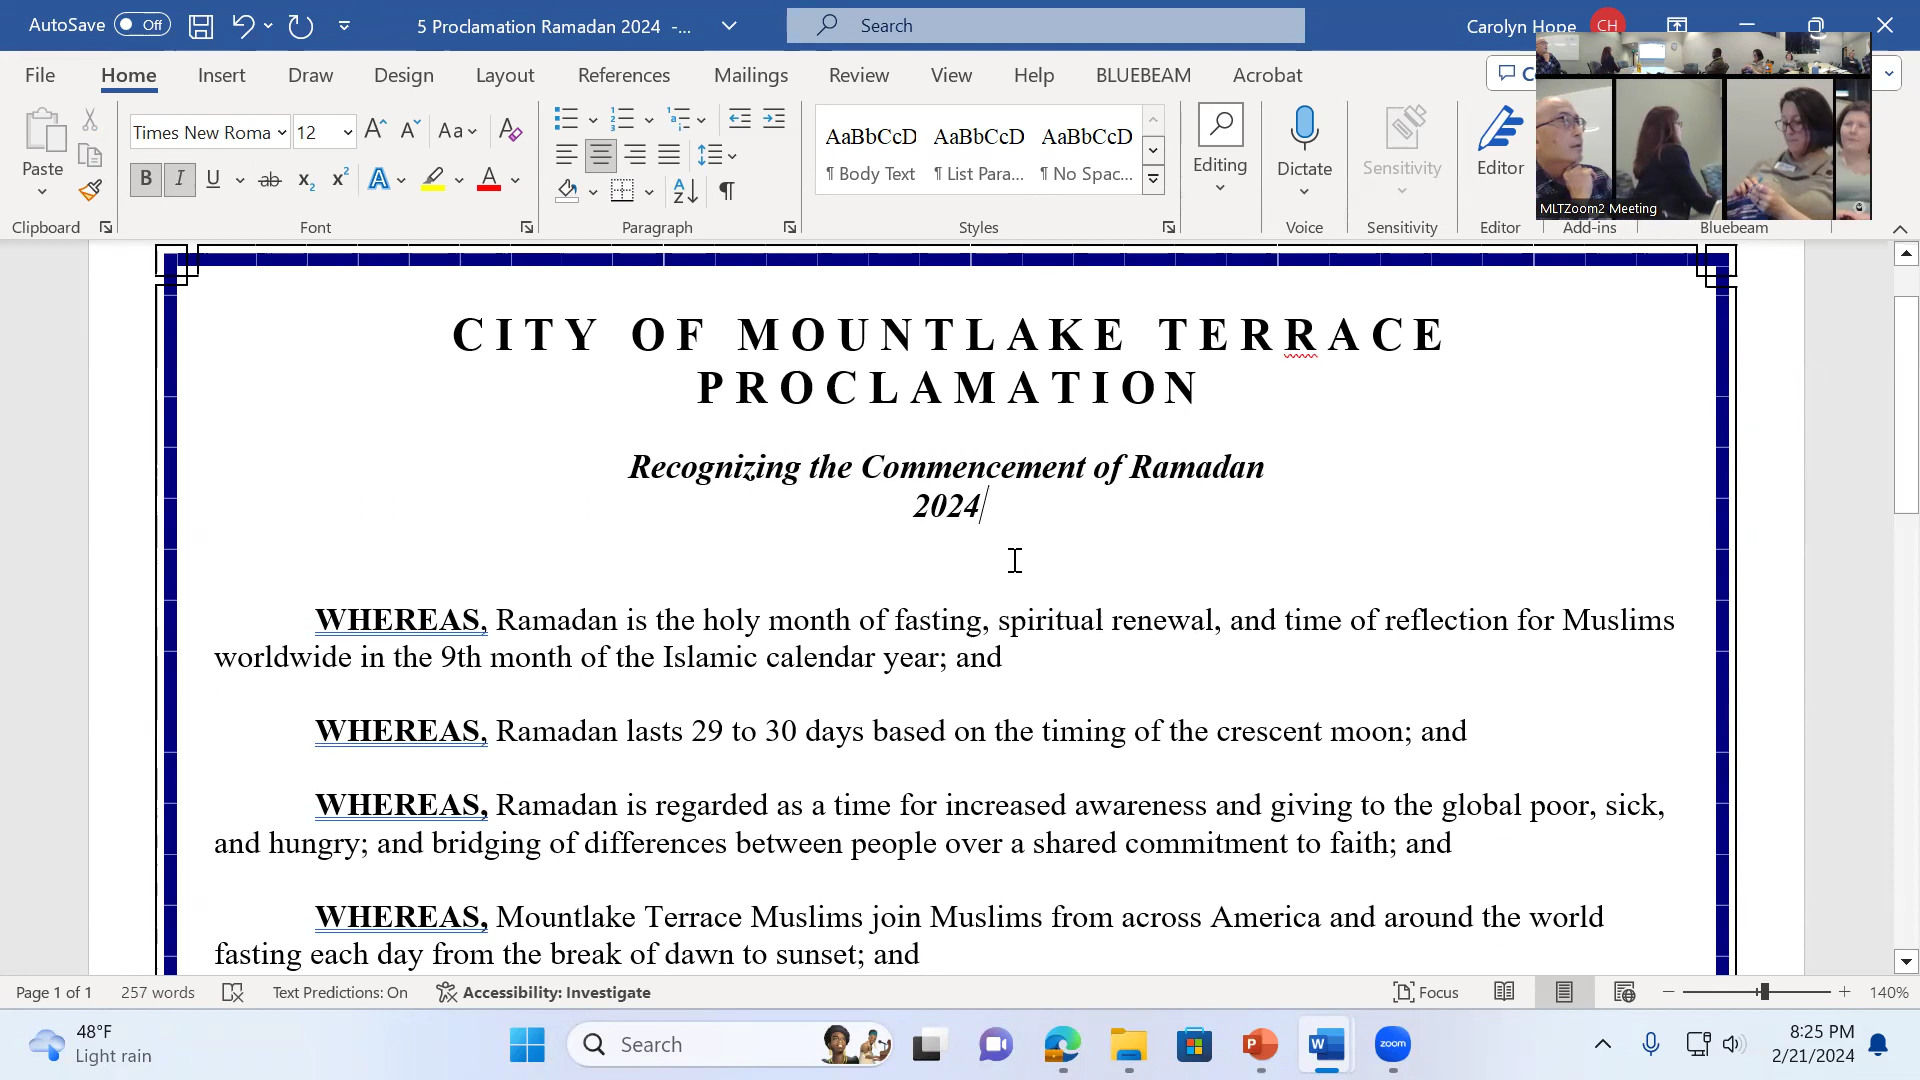 AutoSave Off
5 Proclamation Ramadan 2024 -...
Search
Carolyn Hope CH
File Home Insert Draw Design Layout References Mailings Review View Help BLUEBEAM Acrobat
Paste
Clipboard
Times New Roma 12
Aa
Font
Paragraph
AaBbCcD AaBbCcD AaBbCcD
¶ Body Text ¶ List Para... ¶ No Spac...
Styles
Editing
Dictate
Voice
Sensitivity
Sensitivity
Editor
Editor
Add-ins
Bluebeam
MLTZoom2 Meeting
CITY OF MOUNTLAKE TERRACE
PROCLAMATION
Recognizing the Commencement of Ramadan
2024
WHEREAS, Ramadan is the holy month of fasting, spiritual renewal, and time of reflection for Muslims
worldwide in the 9th month of the Islamic calendar year; and
WHEREAS, Ramadan lasts 29 to 30 days based on the timing of the crescent moon; and
WHEREAS, Ramadan is regarded as a time for increased awareness and giving to the global poor, sick,
and hungry; and bridging of differences between people over a shared commitment to faith; and
WHEREAS, Mountlake Terrace Muslims join Muslims from across America and around the world
fasting each day from the break of dawn to sunset; and
Page 1 of 1 257 words Text Predictions: On Accessibility: Investigate Focus 140%
48°F
Light rain
Search
zoom
8:25 PM
2/21/2024